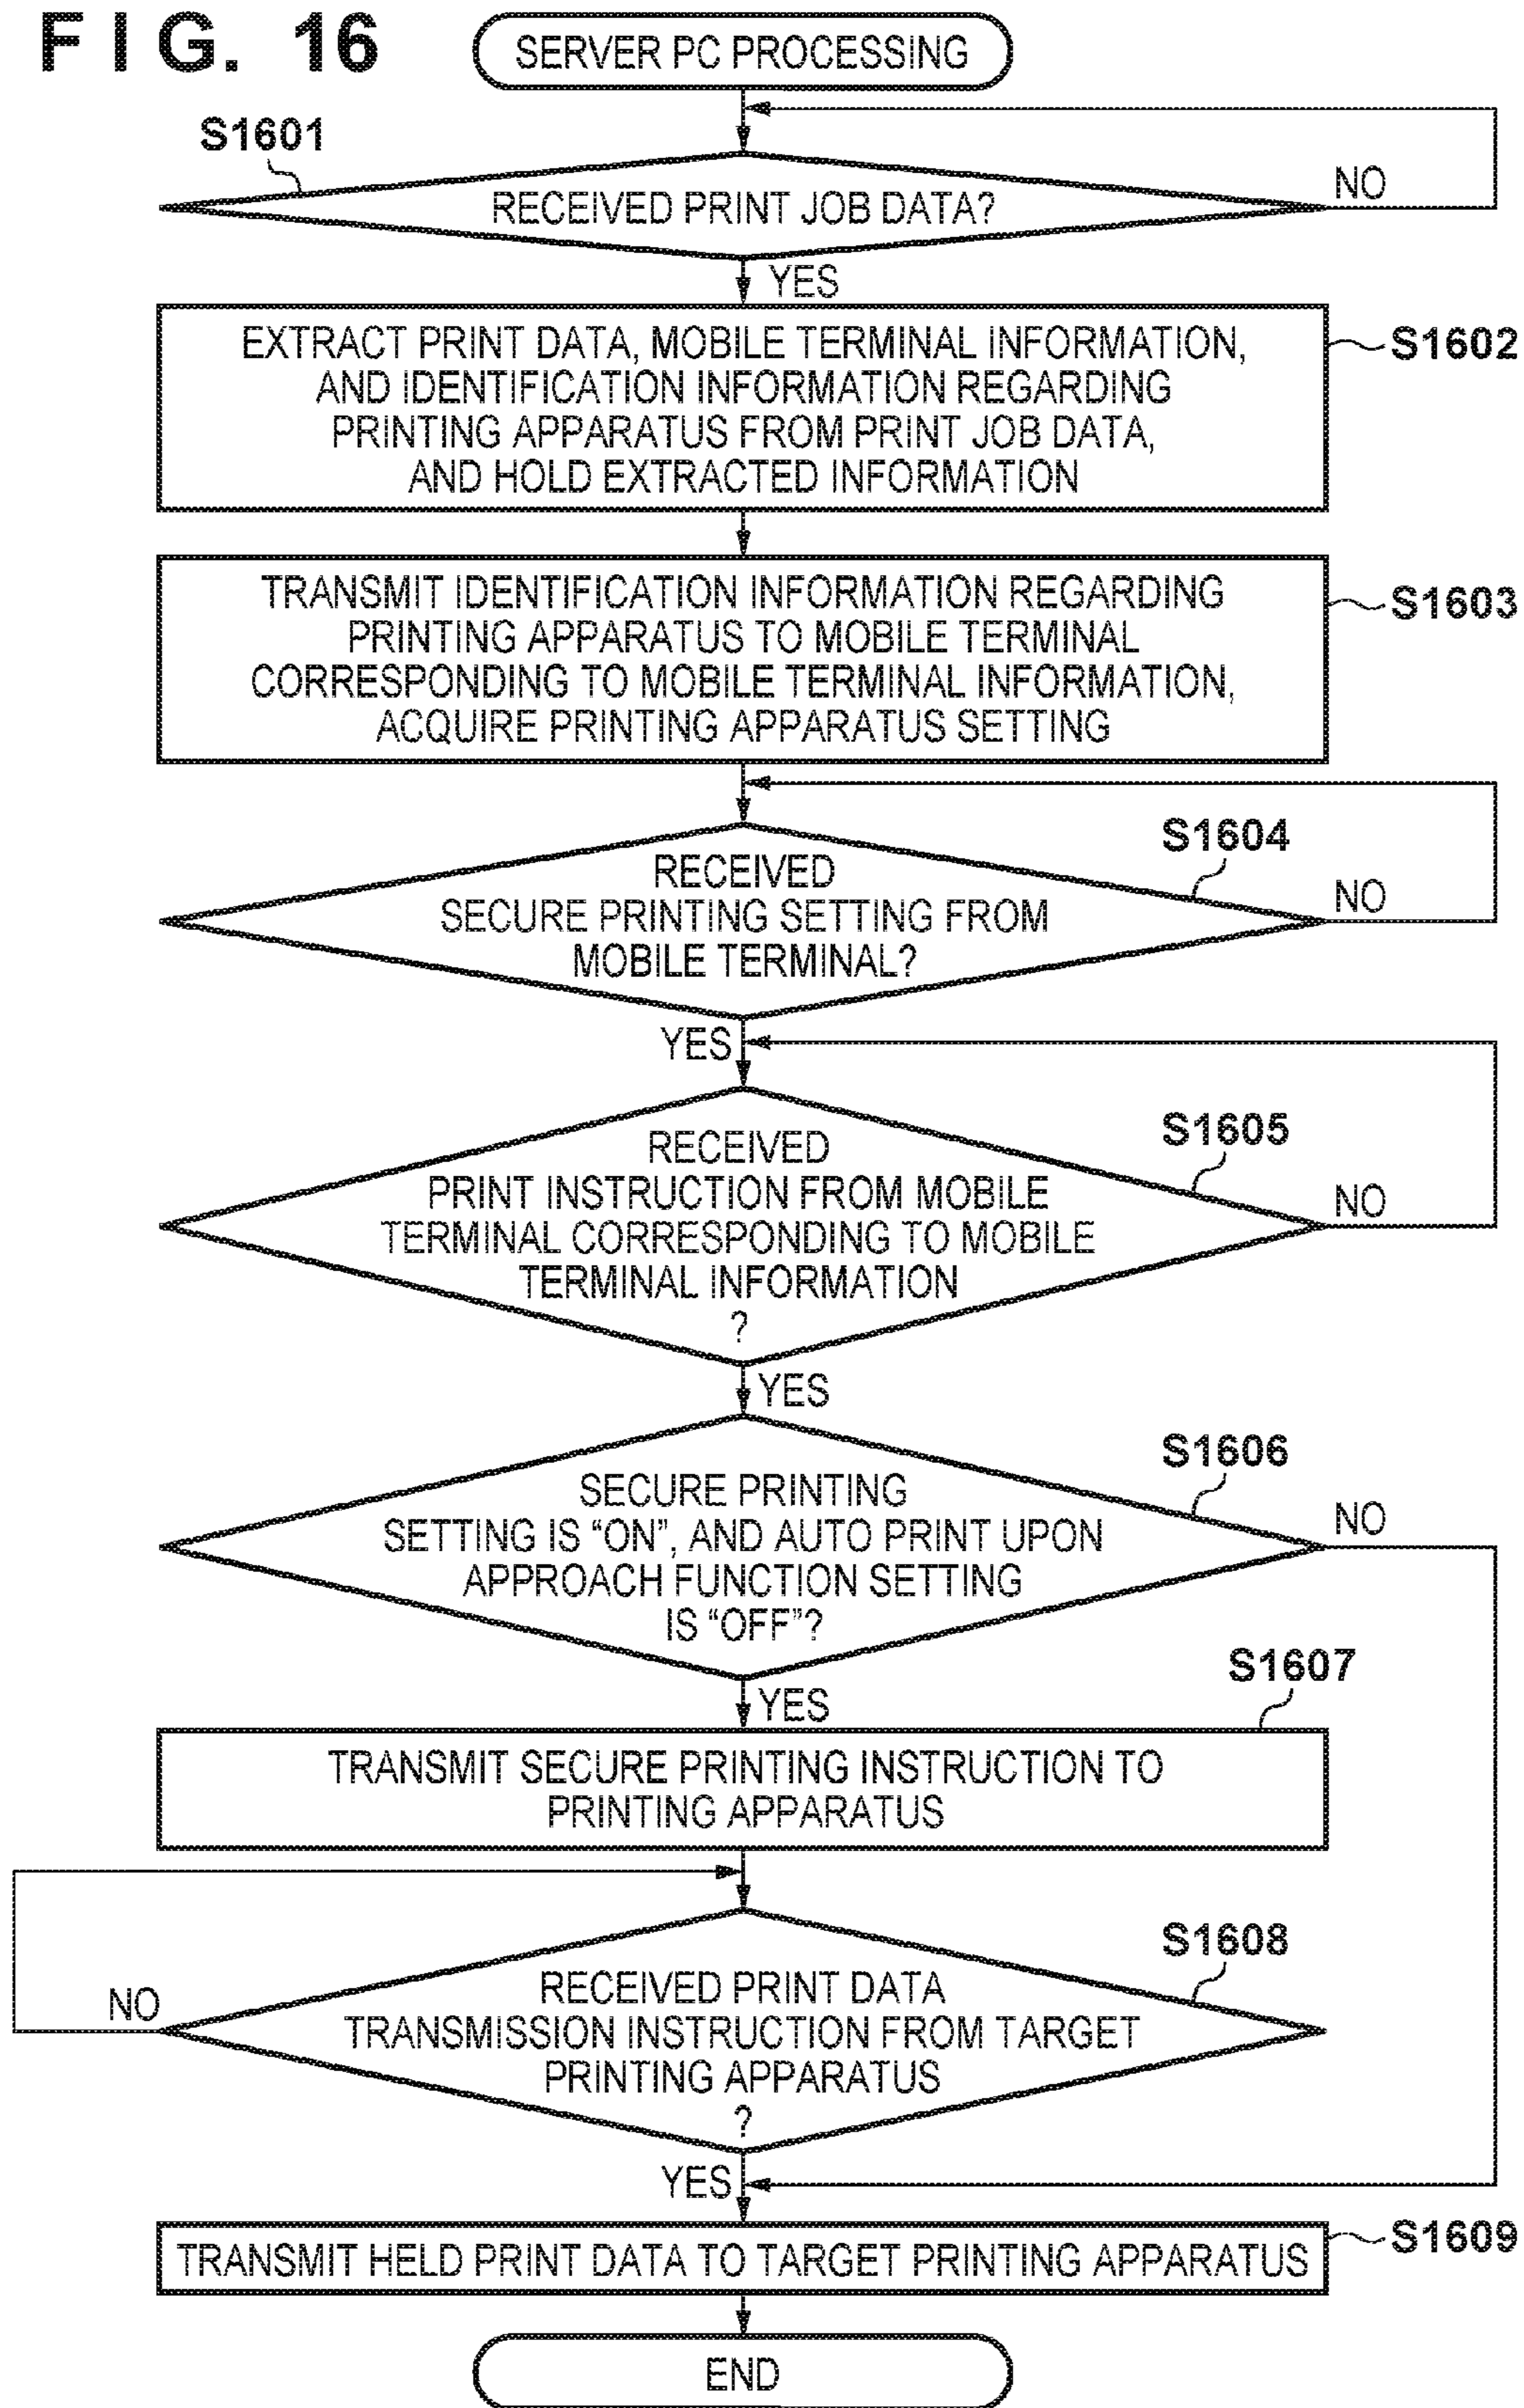 FIG. 16
SERVER PC PROCESSING
S1601
RECEIVED PRINT JOB DATA?
NO
YES
EXTRACT PRINT DATA, MOBILE TERMINAL INFORMATION,
AND IDENTIFICATION INFORMATION REGARDING
PRINTING APPARATUS FROM PRINT JOB DATA,
AND HOLD EXTRACTED INFORMATION
S1602
TRANSMIT IDENTIFICATION INFORMATION REGARDING
PRINTING APPARATUS TO MOBILE TERMINAL
CORRESPONDING TO MOBILE TERMINAL INFORMATION,
ACQUIRE PRINTING APPARATUS SETTING
S1603
S1604
RECEIVED
SECURE PRINTING SETTING FROM
MOBILE TERMINAL?
NO
YES
S1605
RECEIVED
PRINT INSTRUCTION FROM MOBILE
TERMINAL CORRESPONDING TO MOBILE
TERMINAL INFORMATION
?
NO
YES
S1606
SECURE PRINTING
SETTING IS “ON”, AND AUTO PRINT UPON
APPROACH FUNCTION SETTING
IS “OFF”?
NO
YES
S1607
TRANSMIT SECURE PRINTING INSTRUCTION TO
PRINTING APPARATUS
S1608
RECEIVED PRINT DATA
TRANSMISSION INSTRUCTION FROM TARGET
PRINTING APPARATUS
?
NO
YES
TRANSMIT HELD PRINT DATA TO TARGET PRINTING APPARATUS
S1609
END